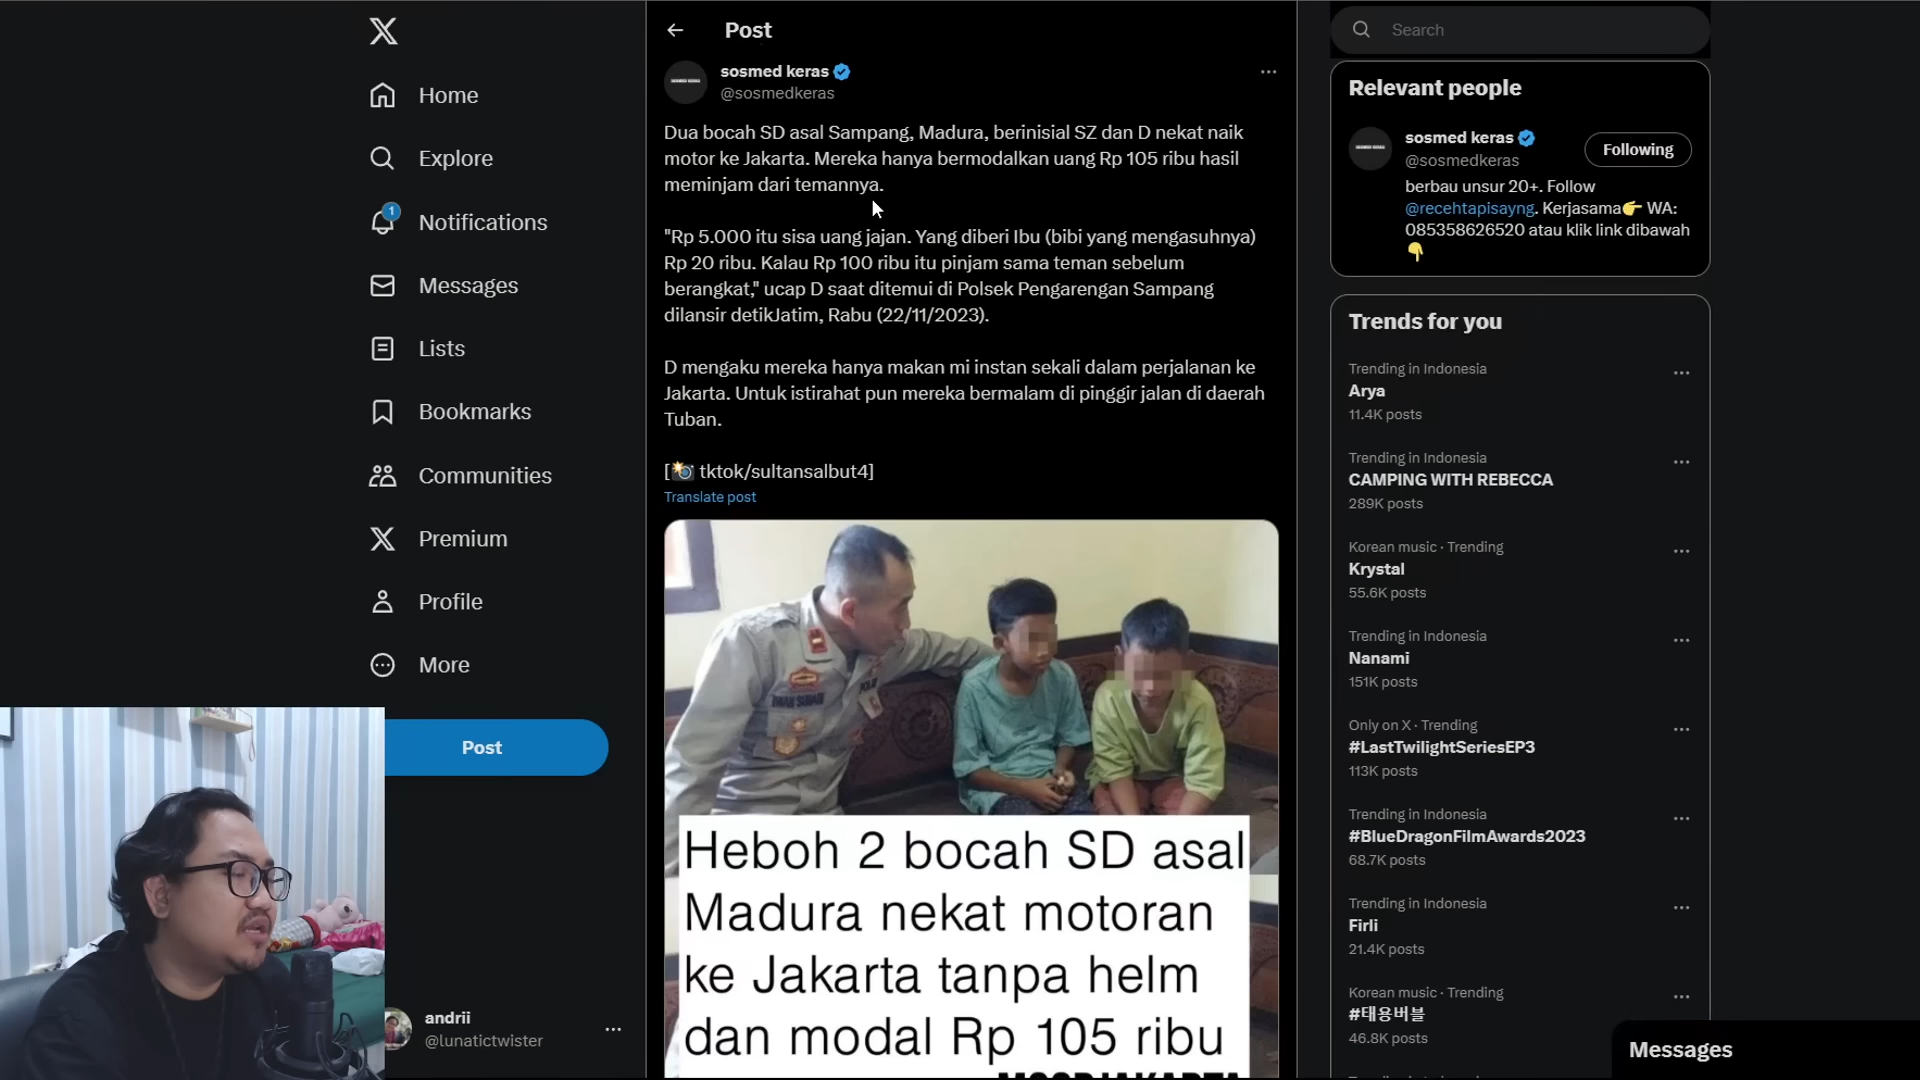 Home
Explore
1
Notifications
Messages
Lists
Bookmarks
Communities
Premium
Profile
More
Post
andrii
@lunatictwister
Post
sosmed keras
@sosmedkeras
Dua bocah SD asal Sampang, Madura, berinisial SZ dan D nekat naik
motor ke Jakarta. Mereka hanya bermodalkan uang Rp 105 ribu hasil
meminjam dari temannya.
"Rp 5.000 itu sisa uang jajan. Yang diberi Ibu (bibi yang mengasuhnya)
Rp 20 ribu. Kalau Rp 100 ribu itu pinjam sama teman sebelum
berangkat," ucap D saat ditemui di Polsek Pengarengan Sampang
dilansir detikJatim, Rabu (22/11/2023).
D mengaku mereka hanya makan mi instan sekali dalam perjalanan ke
Jakarta. Untuk istirahat pun mereka bermalam di pinggir jalan di daerah
Tuban.
[📸 tktok/sultansalbut4]
Translate post
Heboh 2 bocah SD asal
Madura nekat motoran
ke Jakarta tanpa helm
dan modal Rp 105 ribu
Search
Relevant people
sosmed keras
@sosmedkeras
Following
berbau unsur 20+. Follow
@recehtapisayng. Kerjasama👉 WA:
085358626520 atau klik link dibawah
👇
Trends for you
Trending in Indonesia
Arya
11.4K posts
Trending in Indonesia
CAMPING WITH REBECCA
289K posts
Korean music · Trending
Krystal
55.6K posts
Trending in Indonesia
Nanami
151K posts
Only on X · Trending
#LastTwilightSeriesEP3
113K posts
Trending in Indonesia
#BlueDragonFilmAwards2023
68.7K posts
Trending in Indonesia
Firli
21.4K posts
Korean music · Trending
#태용버블
46.8K posts
Messages